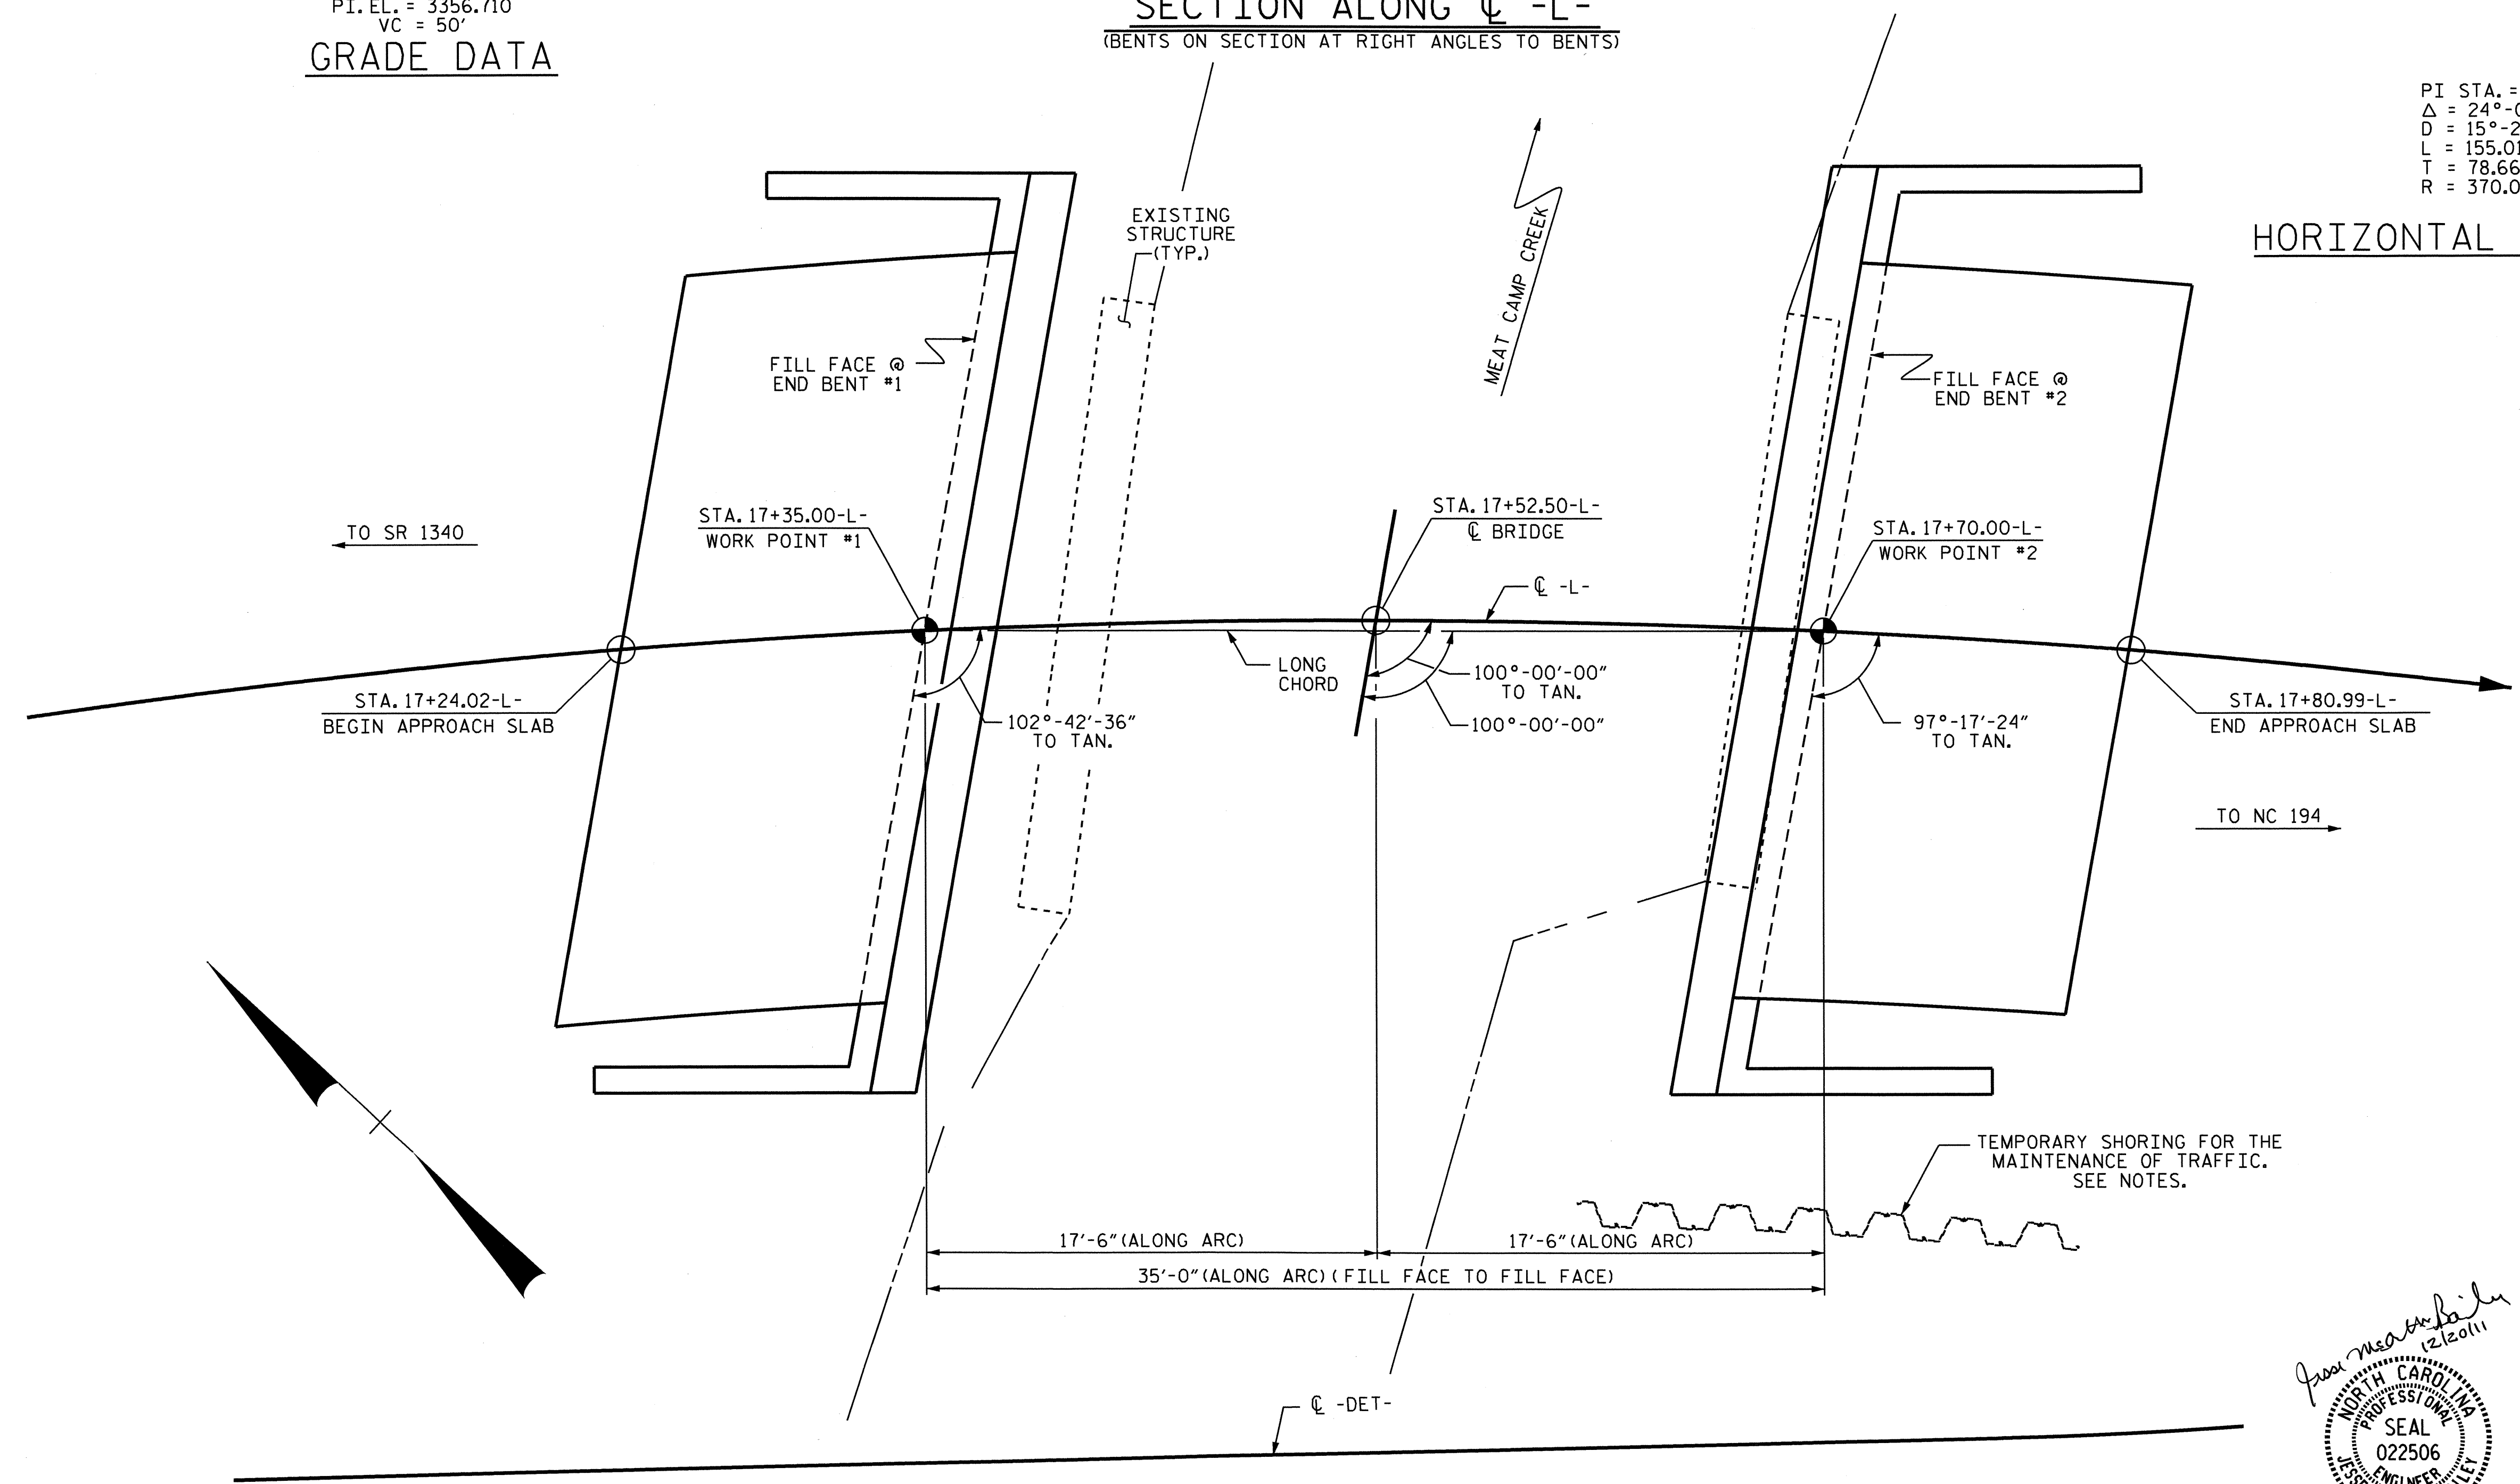 PI. EL. = 3356.710
VC = 50'
GRADE DATA
SECTION ALONG ℄ -L-
(BENTS ON SECTION AT RIGHT ANGLES TO BENTS)
PI STA. =
Δ = 24°-0
D = 15°-2
L = 155.01
T = 78.66
R = 370.0
HORIZONTAL
EXISTING
STRUCTURE
(TYP.)
MEAT CAMP CREEK
FILL FACE @
END BENT #1
FILL FACE @
END BENT #2
TO SR 1340
STA. 17+35.00-L-
WORK POINT #1
STA. 17+52.50-L-
℄ BRIDGE
STA. 17+70.00-L-
WORK POINT #2
℄ -L-
LONG
CHORD
100°-00'-00"
TO TAN.
100°-00'-00"
STA. 17+24.02-L-
BEGIN APPROACH SLAB
102°-42'-36"
TO TAN.
97°-17'-24"
TO TAN.
STA. 17+80.99-L-
END APPROACH SLAB
TO NC 194
TEMPORARY SHORING FOR THE
MAINTENANCE OF TRAFFIC.
SEE NOTES.
17'-6" (ALONG ARC)
17'-6" (ALONG ARC)
35'-0" (ALONG ARC) (FILL FACE TO FILL FACE)
℄ -DET-
12/20/11
NORTH CAROLINA
PROFESSIONAL
SEAL
022506
ENGINEER